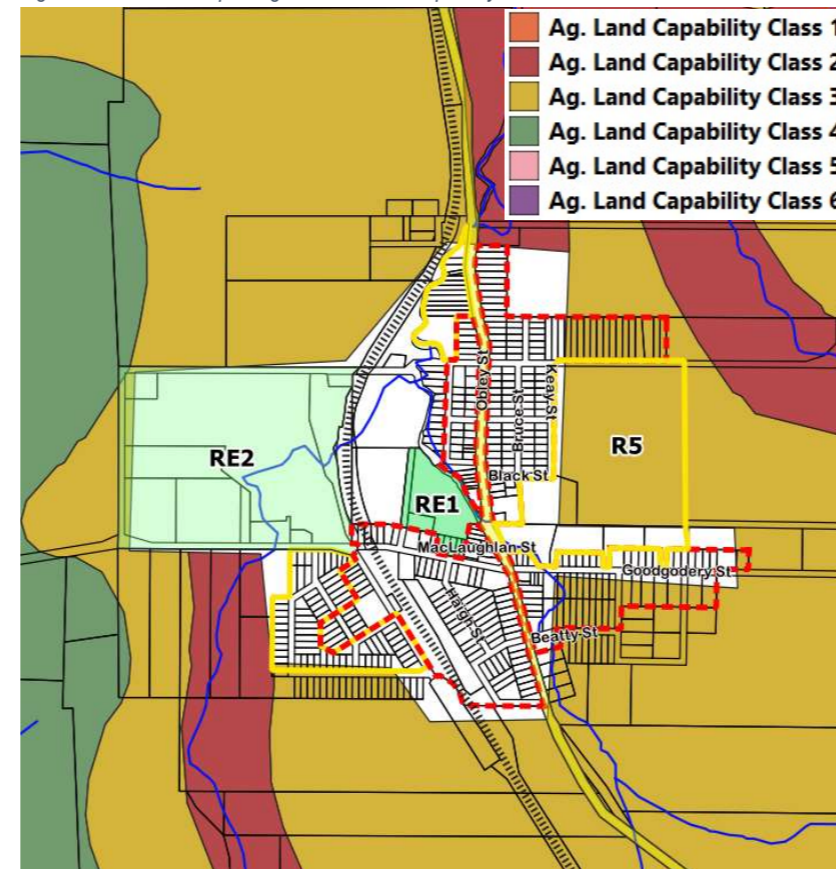 Ag. Land Capability Class 1
Ag. Land Capability Class 2
Ag. Land Capability Class 3
Ag. Land Capability Class 4
Ag. Land Capability Class 5
Ag. Land Capability Class 6
Obley St
Keay St
Bruce St
R5
RE2
Black St
RE1
MacLaughlan St
Goodgodery St
Haigh St
Beatty St